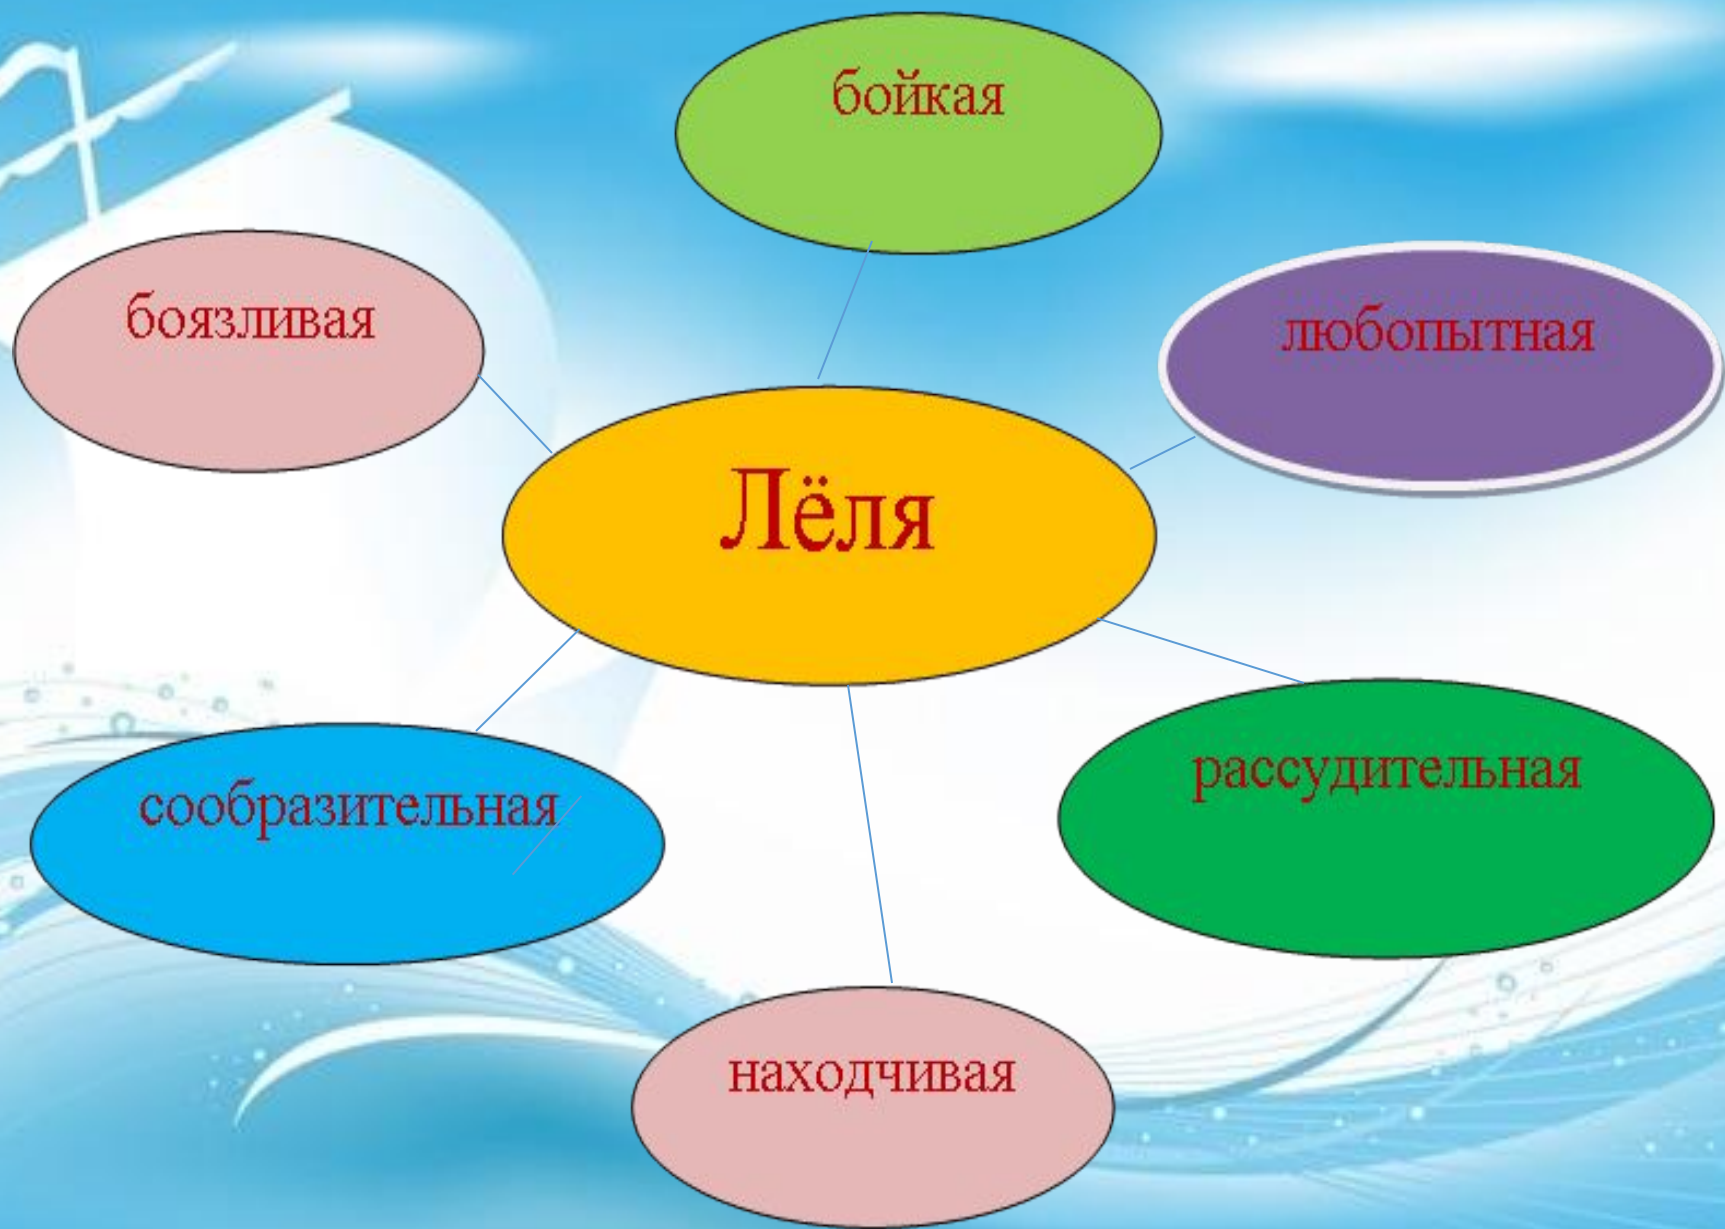 бойкая
боязливая
любопытная
Лёля
рассудительная
сообразительная
находчивая